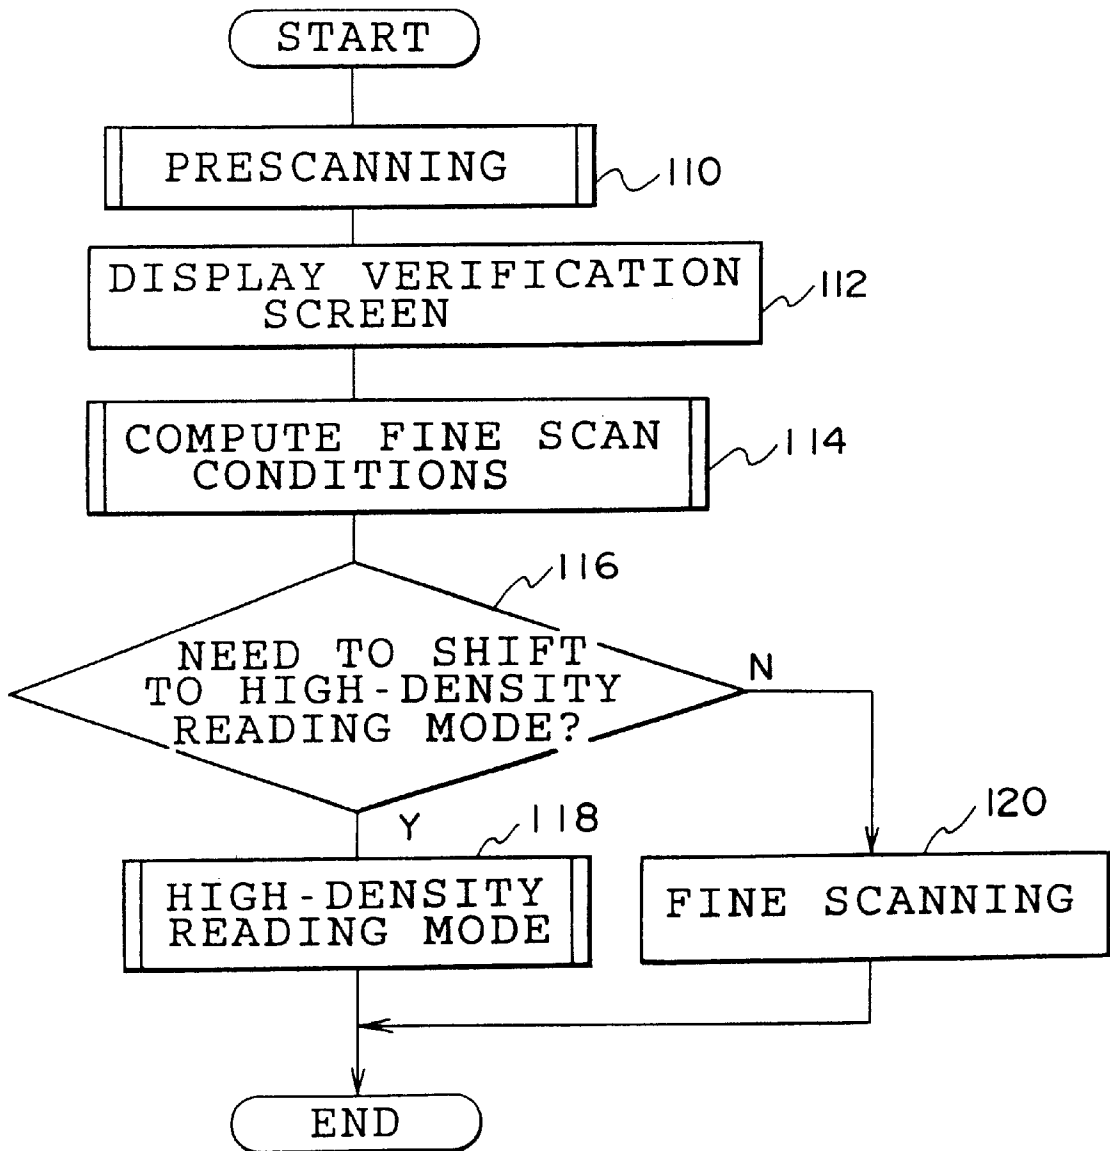 START
PRESCANNING
110
DISPLAY VERIFICATION
SCREEN
112
COMPUTE FINE SCAN
CONDITIONS
114
116
NEED TO SHIFT
TO HIGH-DENSITY
READING MODE?
N
Y
118
120
HIGH-DENSITY
READING MODE
FINE SCANNING
END